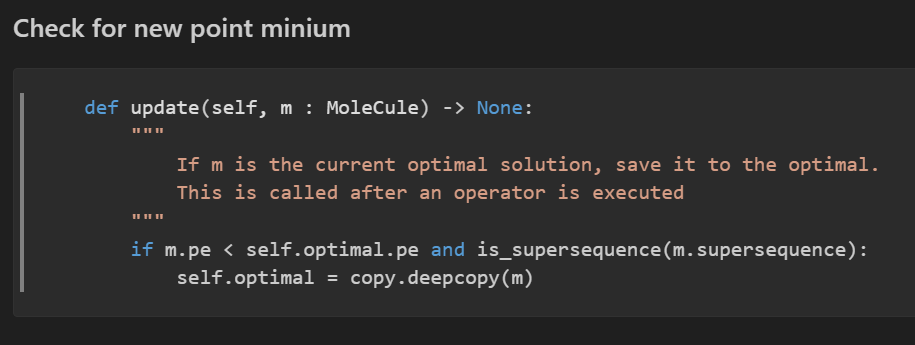 Check for new point minium
def update(self, m : MoleCule) -> None:
"""
If m is the current optimal solution, save it to the optimal.
This is called after an operator is executed
"""
if m.pe < self.optimal.pe and is_supersequence(m.supersequence):
self.optimal = copy.deepcopy(m)